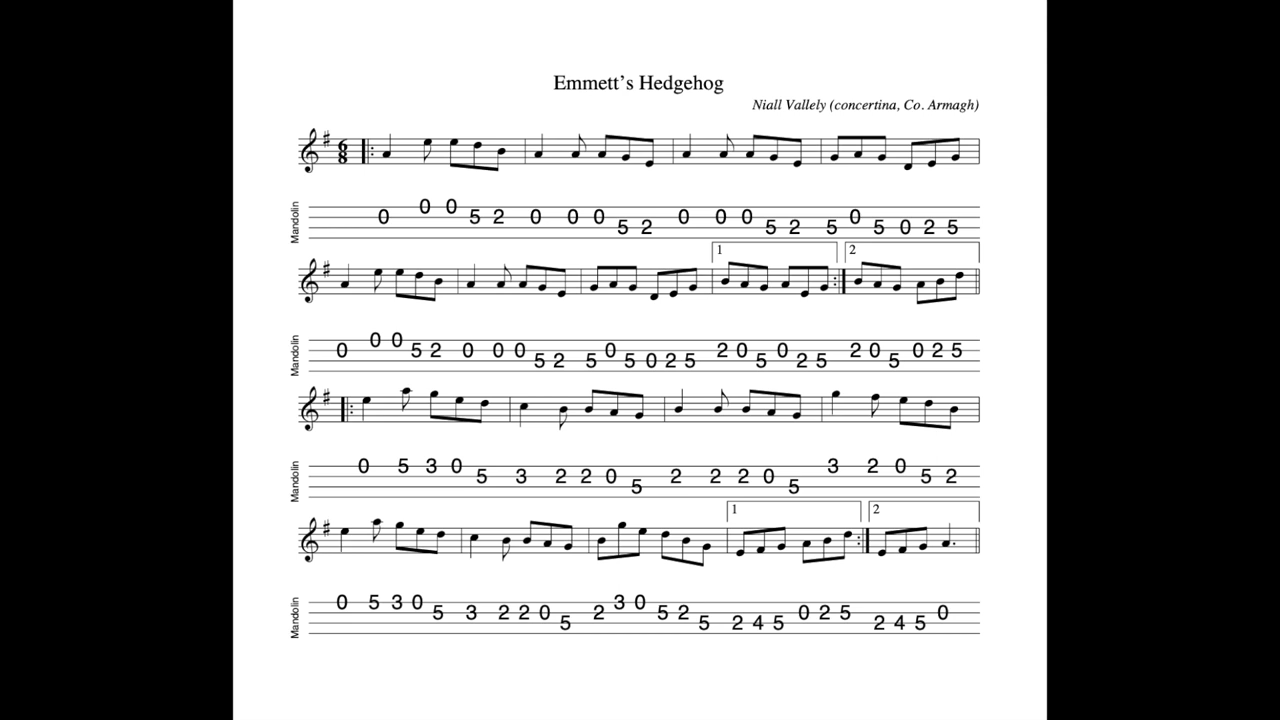 Emmett's Hedgehog
Niall Vallely (concertina, Co. Armagh)
6
8
Mandolin
0 0 0 5 2 0 0 0 5 2 0 0 0 5 2 5 0 5 0 2 5
1 2
Mandolin
0 0 0 5 2 0 0 0 5 2 5 0 5 0 2 5 2 0 5 0 2 5 2 0 5 0 2 5
Mandolin
0 5 3 0 5 3 2 2 0 5 2 2 2 0 5 3 2 0 5 2
1 2
Mandolin
0 5 3 0 5 3 2 2 0 5 2 3 0 5 2 5 2 4 5 0 2 5 2 4 5 0